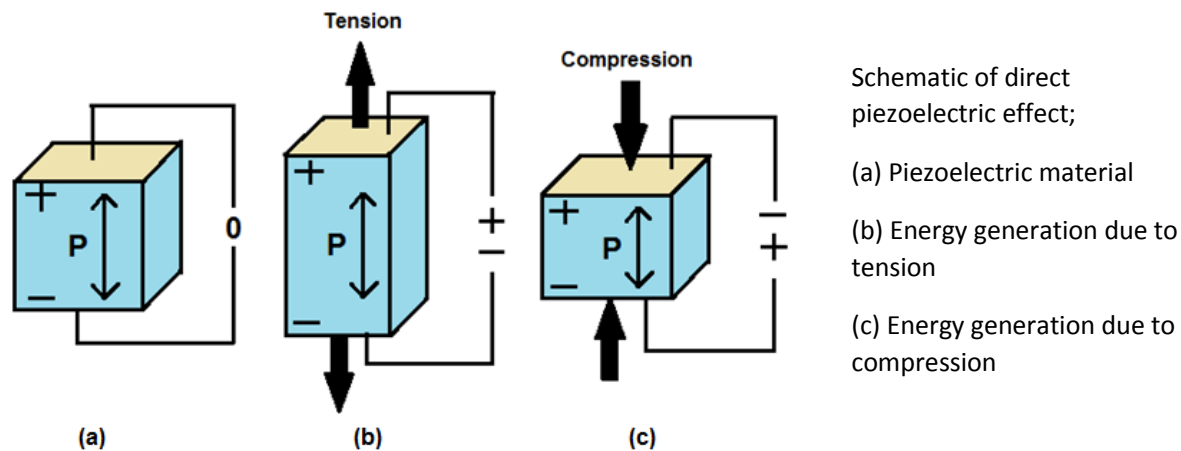 Tension
Compression
+
P
−
0
+
P
−
+
−
+
P
−
−
+
(a)
(b)
(c)
Schematic of direct
piezoelectric effect;
(a) Piezoelectric material
(b) Energy generation due to
tension
(c) Energy generation due to
compression